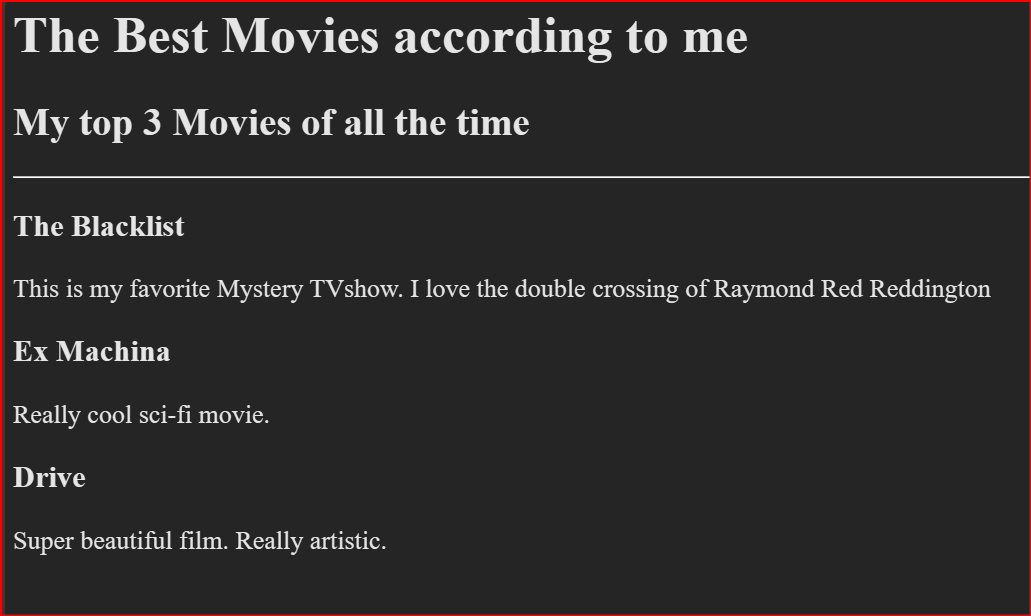 The Best Movies according to me
My top 3 Movies of all the time
The Blacklist
This is my favorite Mystery TVshow. I love the double crossing of Raymond Red Reddington
Ex Machina
Really cool sci-fi movie.
Drive
Super beautiful film. Really artistic.